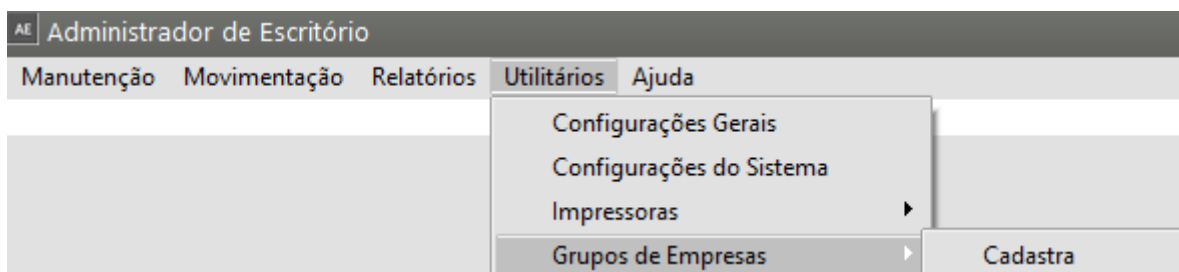 AE Administrador de Escritório
Manutenção Movimentação Relatórios Utilitários Ajuda
Configurações Gerais
Configurações do Sistema
Impressoras
Grupos de Empresas Cadastra